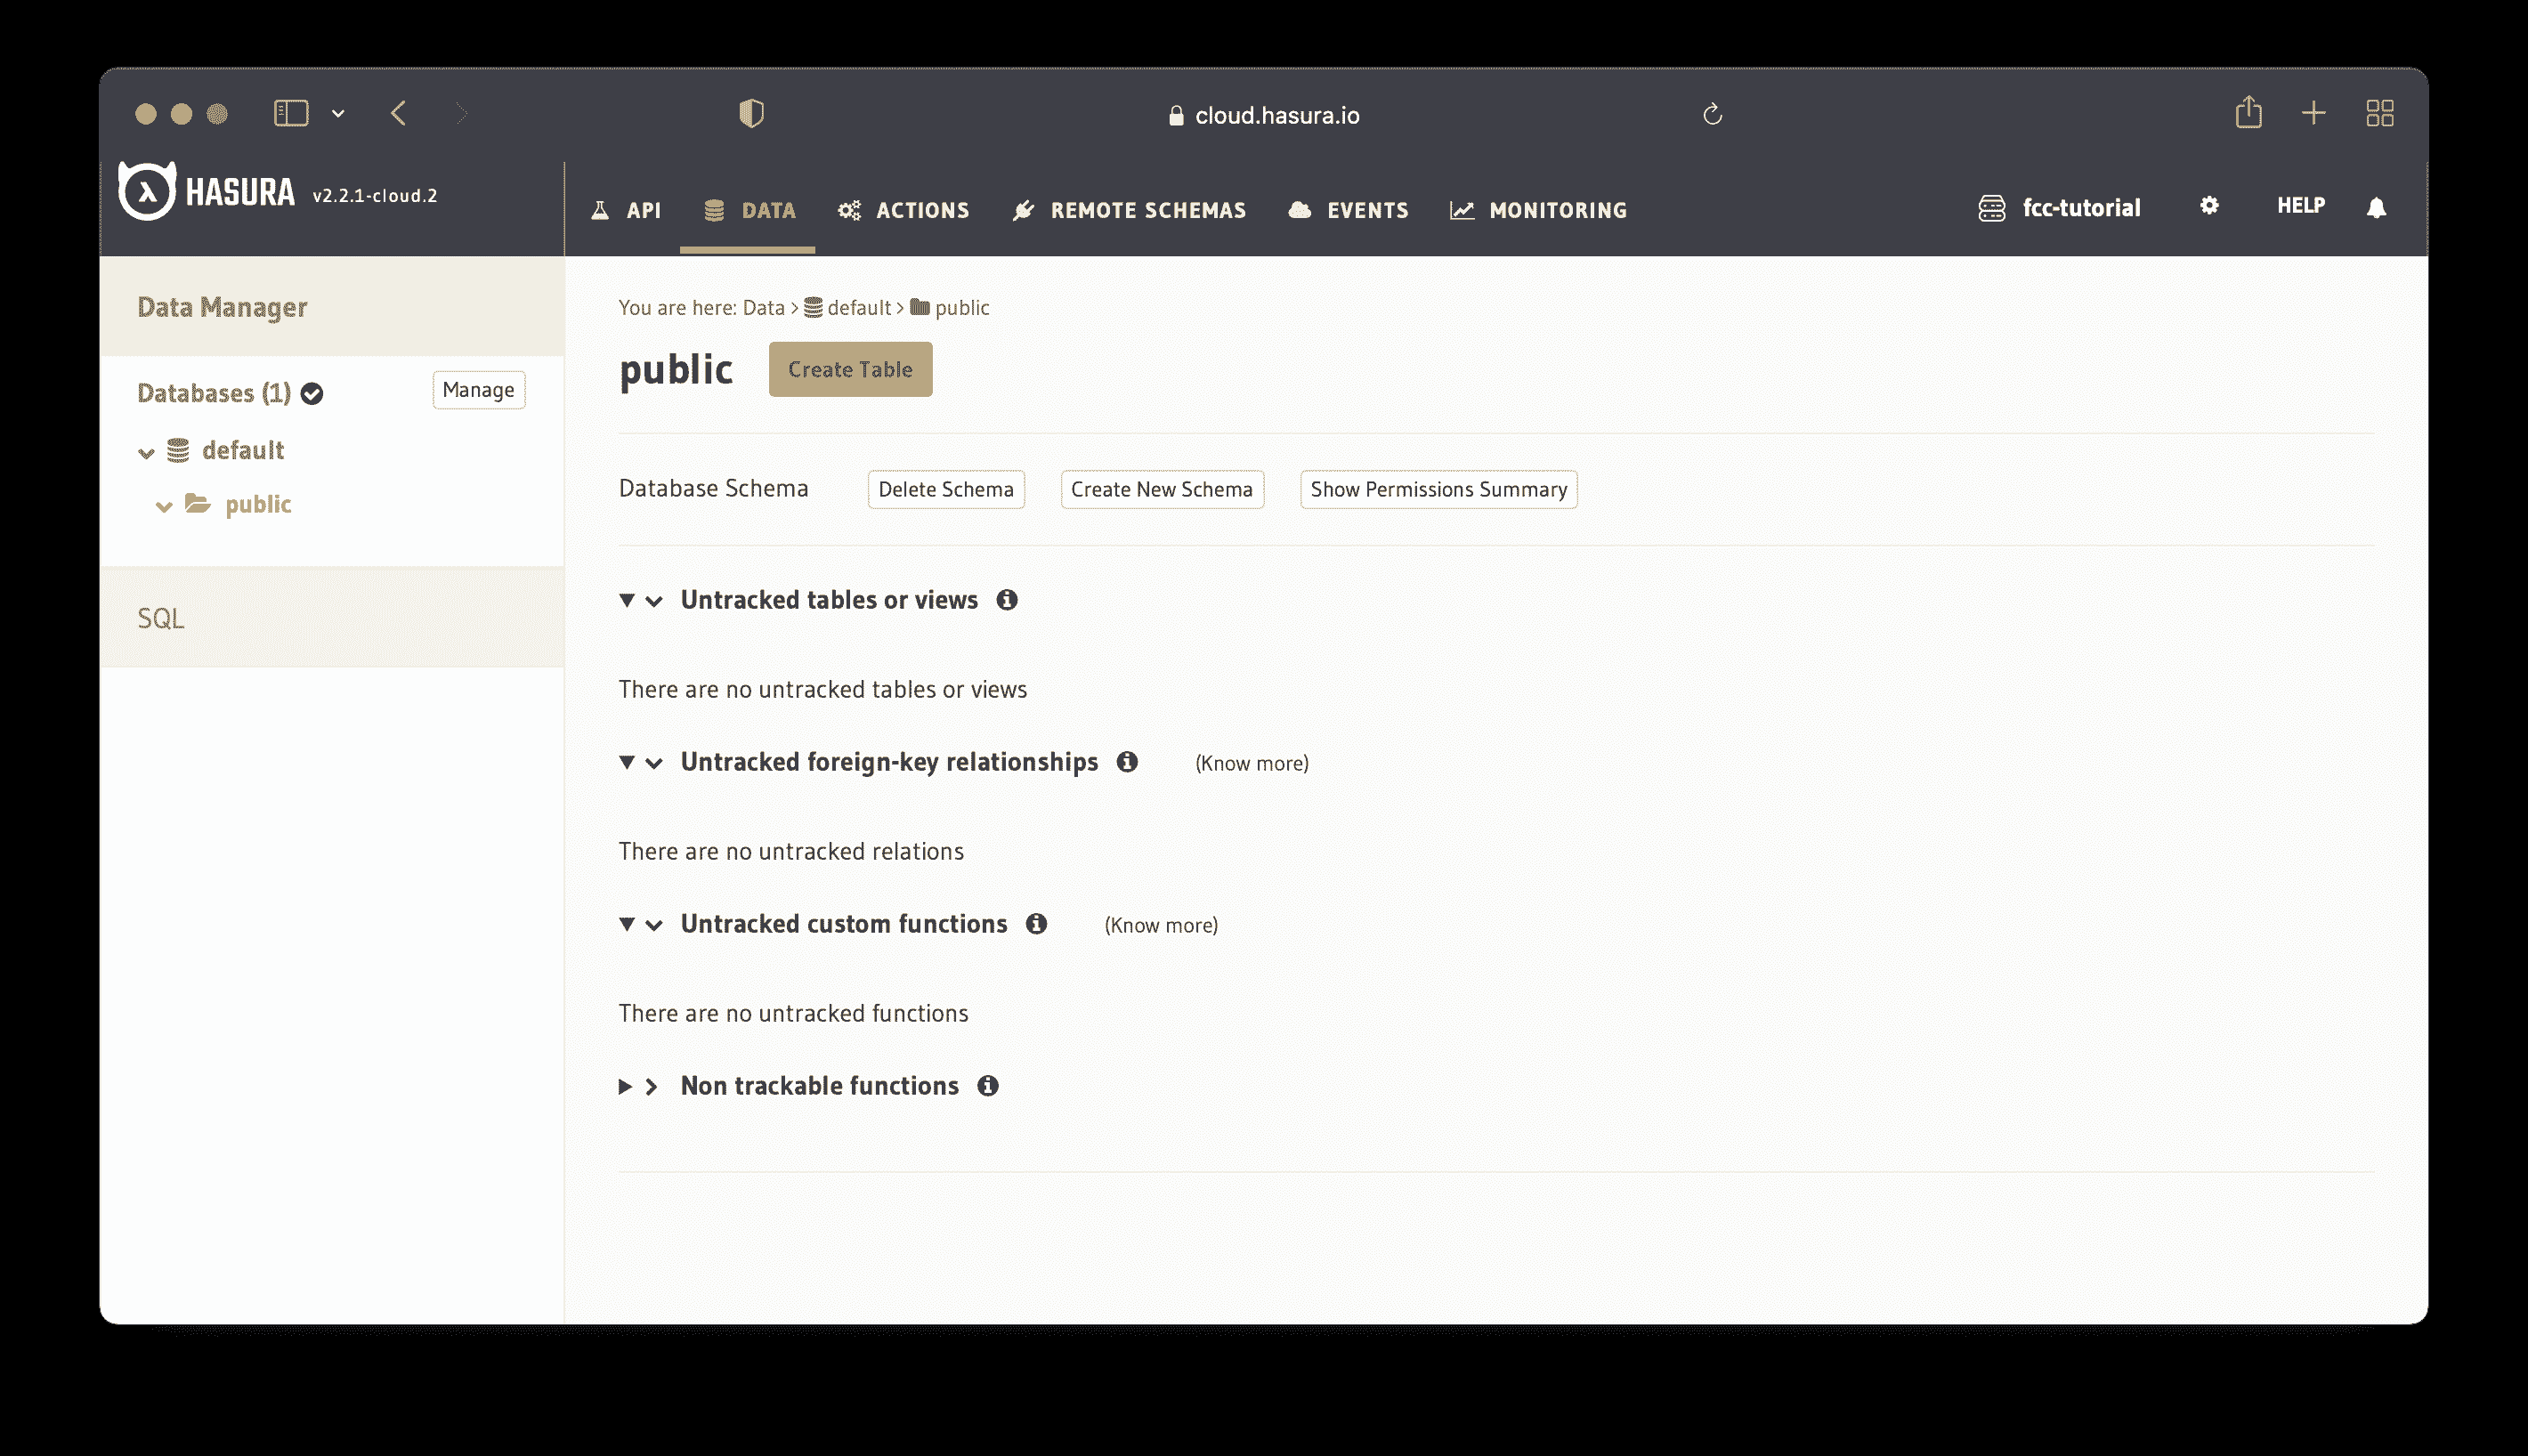 cloud.hasura.io
HASURA v2.2.1-cloud.2
API DATA ACTIONS REMOTE SCHEMAS EVENTS MONITORING fcc-tutorial HELP
Data Manager
Databases (1) Manage
default
public
SQL
You are here: Data > default > public
public Create Table
Database Schema Delete Schema Create New Schema Show Permissions Summary
Untracked tables or views
There are no untracked tables or views
Untracked foreign-key relationships (Know more)
There are no untracked relations
Untracked custom functions (Know more)
There are no untracked functions
Non trackable functions